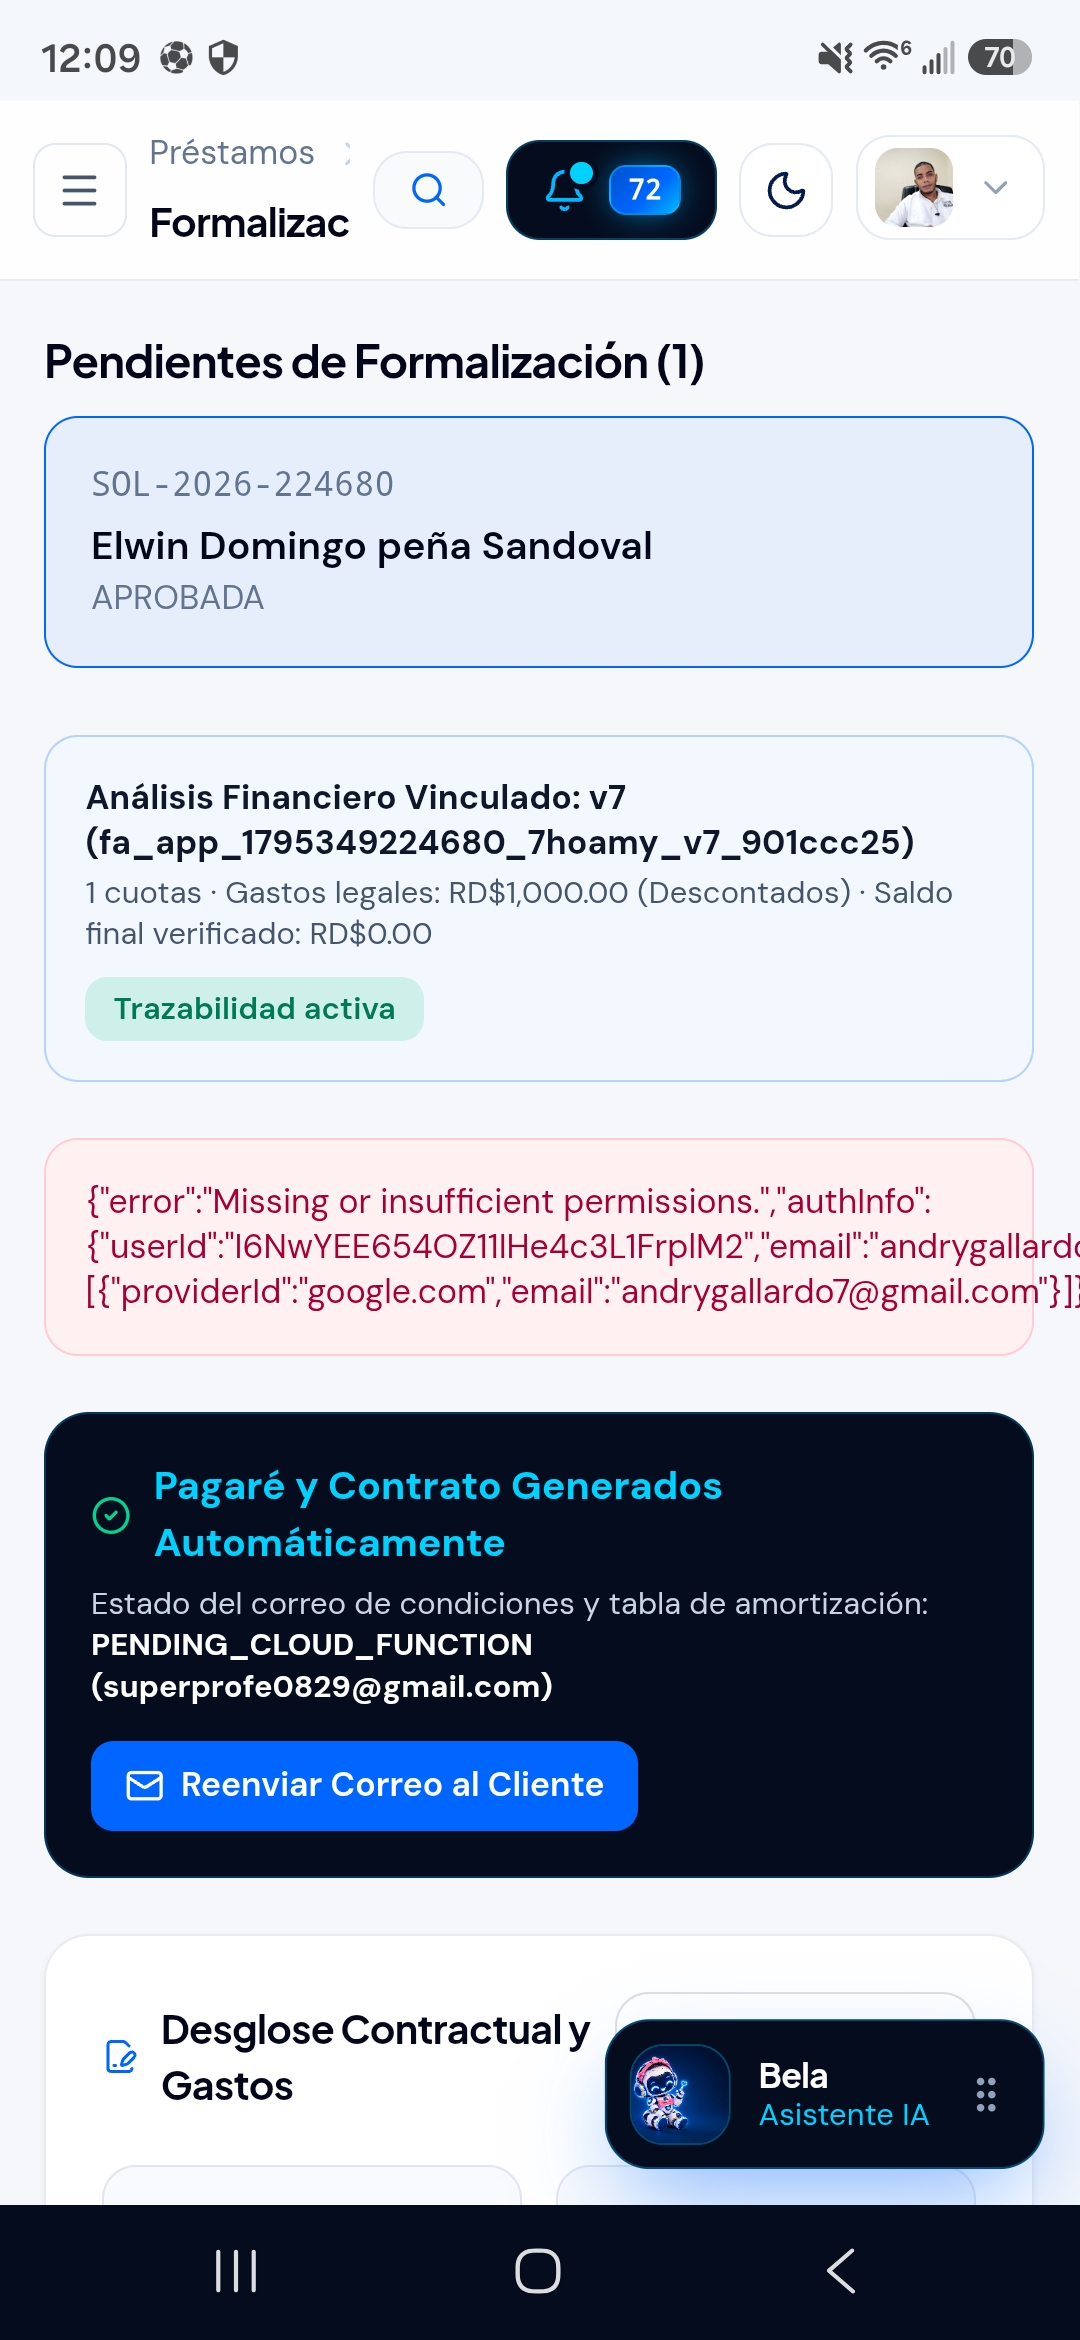 12:09
6
70
Préstamos
Formalizac
72
Pendientes de Formalización (1)
SOL-2026-224680
Elwin Domingo peña Sandoval
APROBADA
Análisis Financiero Vinculado: v7
(fa_app_1795349224680_7hoamy_v7_901ccc25)
1 cuotas · Gastos legales: RD$1,000.00 (Descontados) · Saldo
final verificado: RD$0.00
Trazabilidad activa
{"error":"Missing or insufficient permissions.","authInfo":
{"userId":"I6NwYEE654OZ11IHe4c3L1FrplM2","email":"andrygallardo
[{"providerId":"google.com","email":"andrygallardo7@gmail.com"}]}
Pagaré y Contrato Generados
Automáticamente
Estado del correo de condiciones y tabla de amortización:
PENDING_CLOUD_FUNCTION
(superprofe0829@gmail.com)
Reenviar Correo al Cliente
Desglose Contractual y
Gastos
Bela
Asistente IA